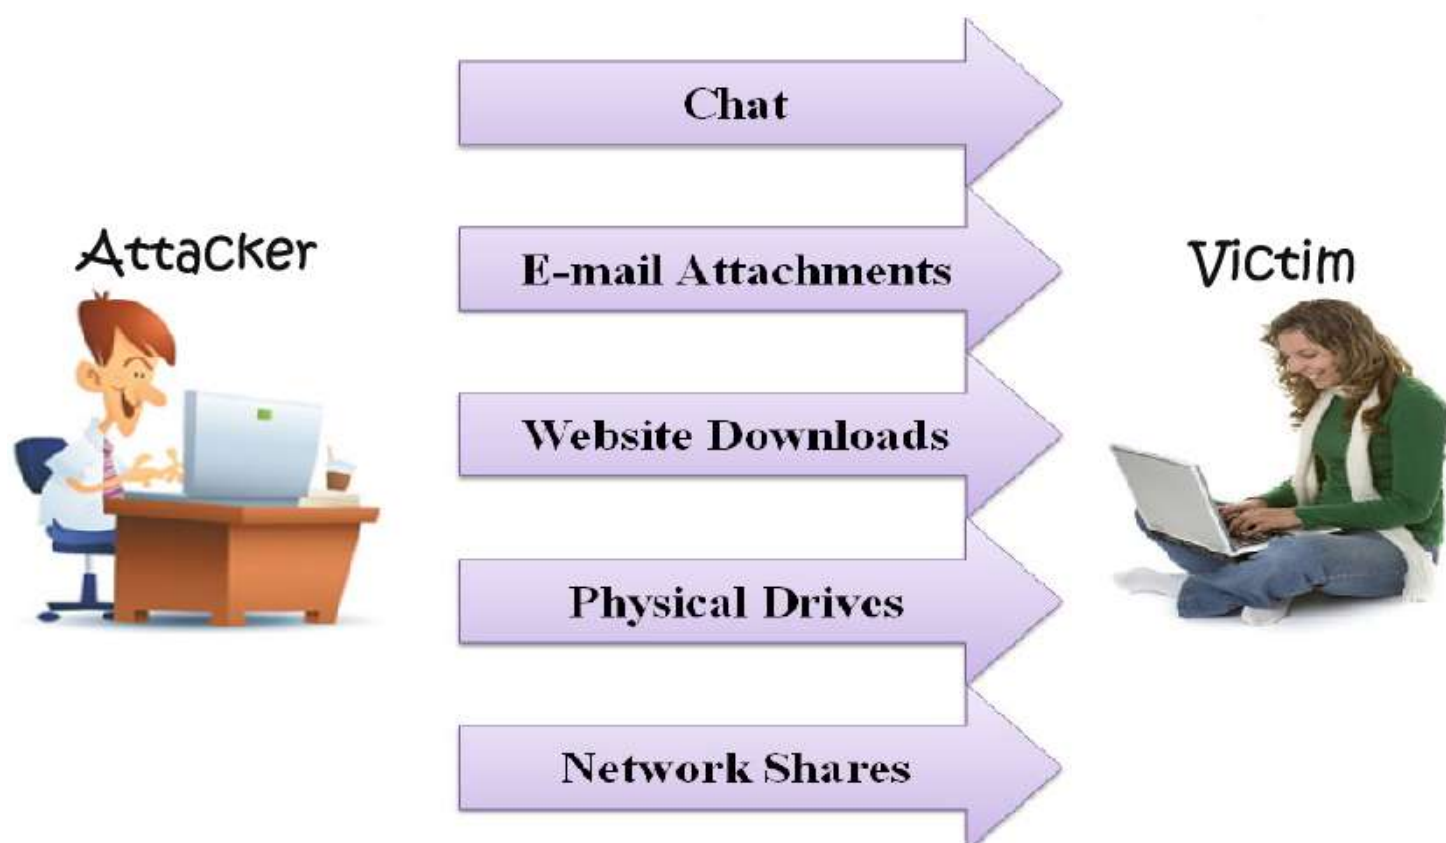 Chat
Attacker
E-mail Attachments
Victim
Website Downloads
Physical Drives
Network Shares